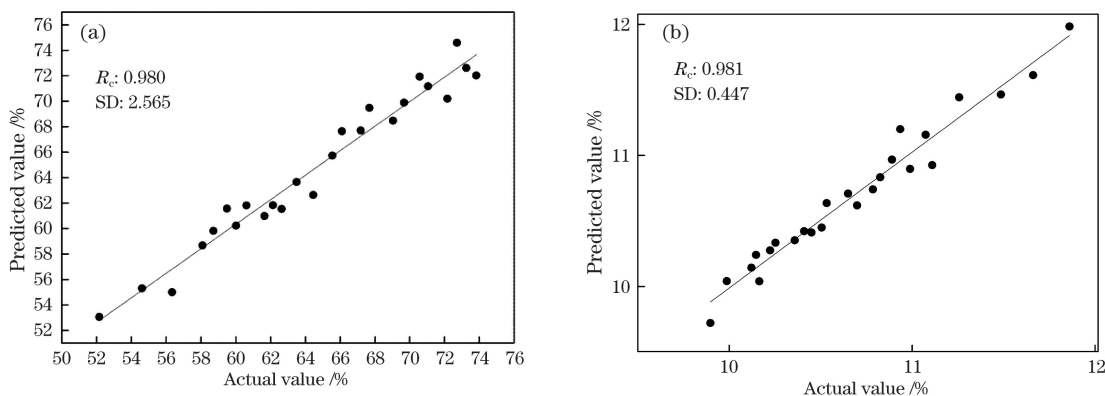 (a)
R_c: 0.980
SD: 2.565
76
74
72
70
68
66
64
62
60
58
56
54
52
Predicted value /%
50 52 54 56 58 60 62 64 66 68 70 72 74 76
Actual value /%
(b)
R_c: 0.981
SD: 0.447
12
11
10
Predicted value /%
10 11 12
Actual value /%